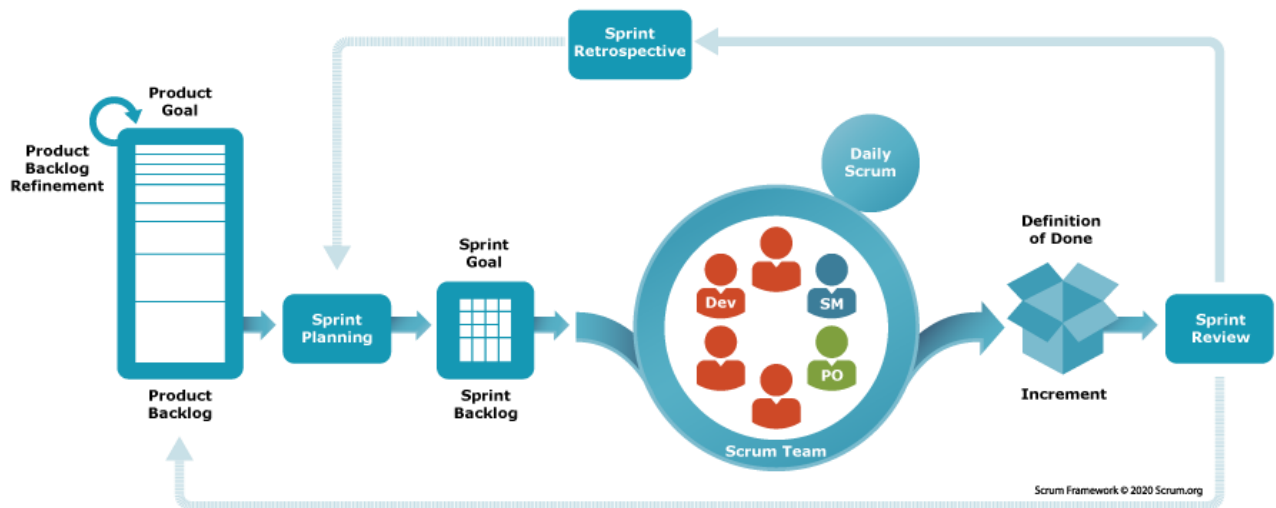 Sprint
Retrospective
Product
Goal
Product
Backlog
Refinement
Daily
Scrum
Definition
of Done
Sprint
Goal
Dev
SM
Sprint
Planning
Sprint
Review
PO
Product
Backlog
Sprint
Backlog
Increment
Scrum Team
Scrum Framework © 2020 Scrum.org